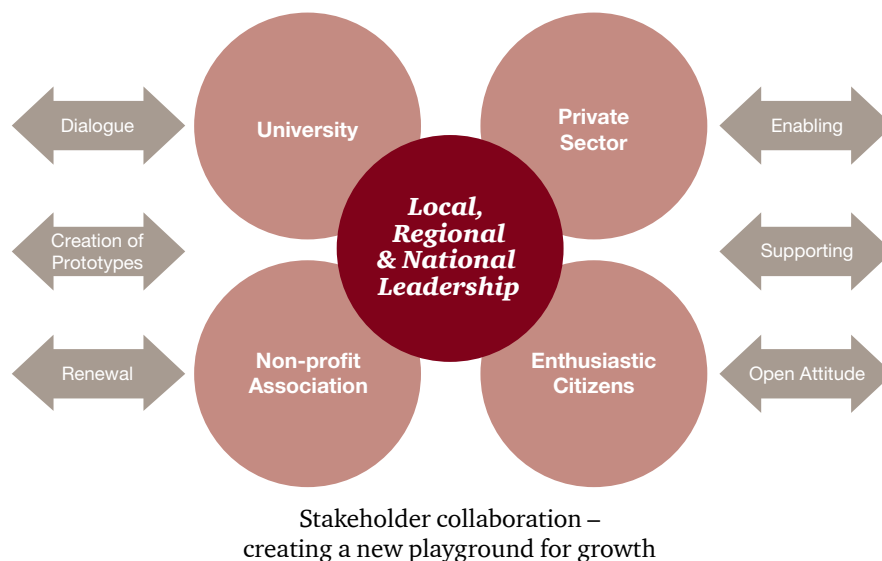 Dialogue
University
Private
Sector
Enabling
Local,
Regional
& National
Leadership
Creation of
Prototypes
Supporting
Renewal
Non-profit
Association
Enthusiastic
Citizens
Open Attitude
Stakeholder collaboration –
creating a new playground for growth